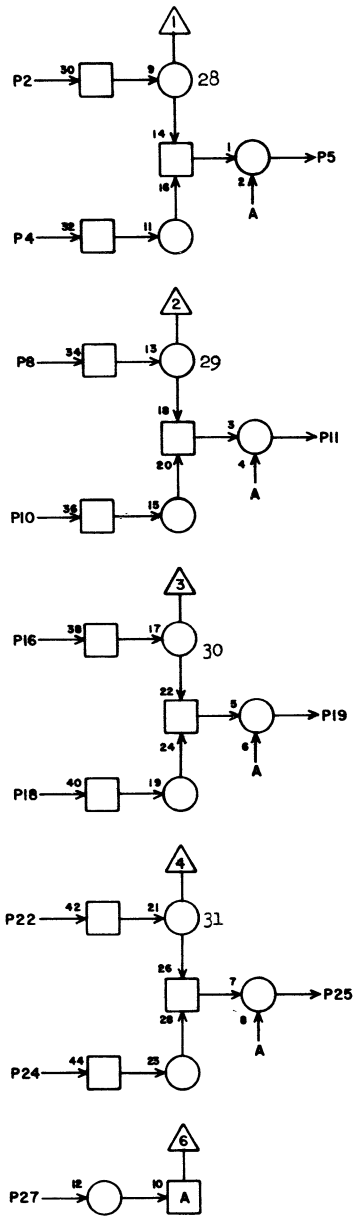 1
P2 30 9 28
14 1 P5
16 2
P4 32 11 A
2
P8 34 13 29
18 3 P11
20 4
P10 36 15 A
3
P16 38 17 30
22 5 P19
24 6
P18 40 19 A
4
P22 42 21 31
26 7 P25
28 8
P24 44 23 A
6
P27 12 10 A